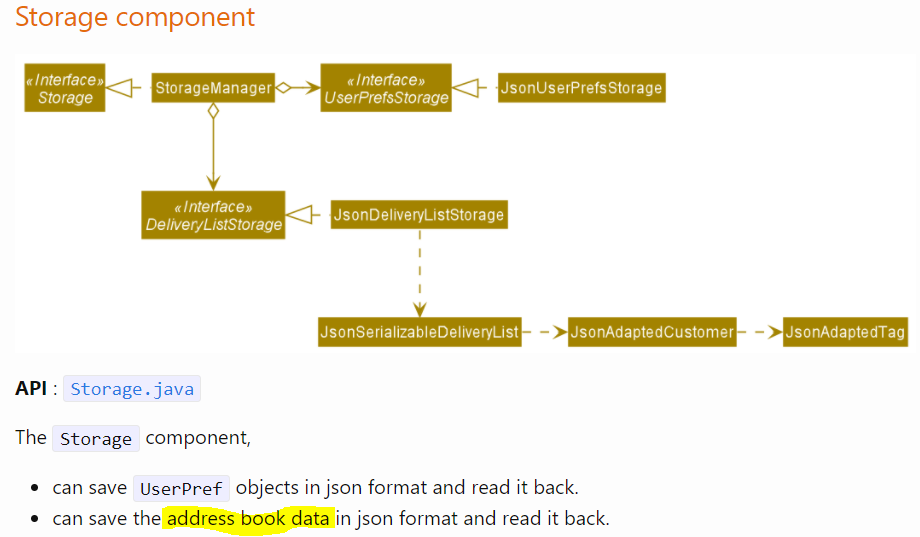 Storage component
«Interface»
Storage
StorageManager
«Interface»
UserPrefsStorage
JsonUserPrefsStorage
«Interface»
DeliveryListStorage
JsonDeliveryListStorage
JsonSerializableDeliveryList
JsonAdaptedCustomer
JsonAdaptedTag
API : Storage.java
The Storage component,
• can save UserPref objects in json format and read it back.
• can save the address book data in json format and read it back.